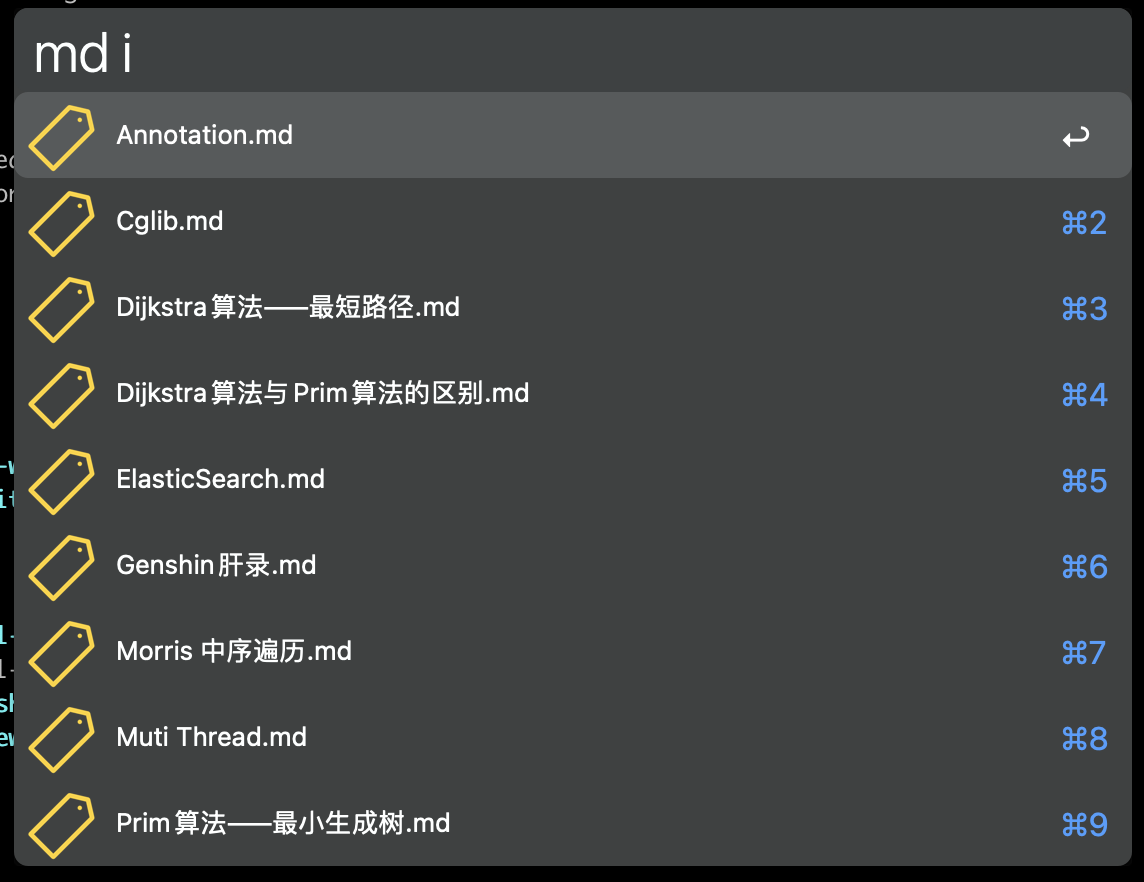 md i
Annotation.md
Cglib.md ⌘2
Dijkstra算法——最短路径.md ⌘3
Dijkstra算法与Prim算法的区别.md ⌘4
ElasticSearch.md ⌘5
Genshin肝录.md ⌘6
Morris 中序遍历.md ⌘7
Muti Thread.md ⌘8
Prim算法——最小生成树.md ⌘9